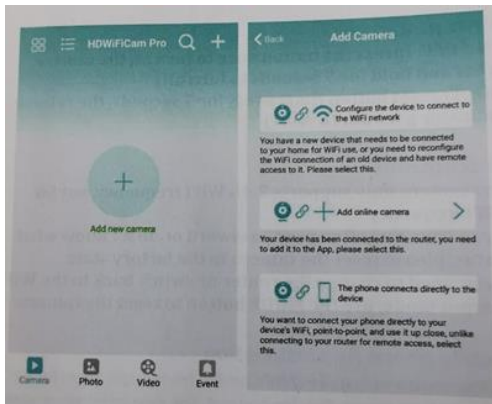 HDWiFiCam Pro
Add new camera
Camera
Photo
Video
Event
Back
Add Camera
Configure the device to connect to
the WiFi network
You have a new device that needs to be connected
to your home for WiFi use, or you need to reconfigure
the WiFi connection of an old device and have remote
access to it. Please select this.
Add online camera
Your device has been connected to the router, you need
to add it to the App, please select this.
The phone connects directly to the
device
You want to connect your phone directly to your
device's WiFi, point-to-point, and use it up close, unlike
connecting to your router for remote access, select
this.